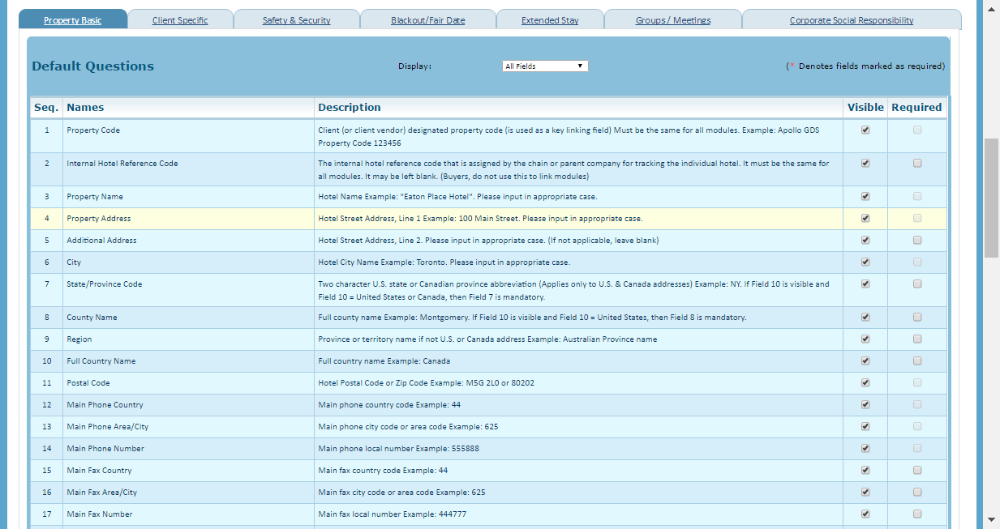 Property Basic Client Specific Safety & Security Blackout/Fair Date Extended Stay Groups / Meetings Corporate Social Responsibility
Default Questions Display: All Fields (* Denotes fields marked as required)
Seq. Names Description Visible Required
1 Property Code Client (or client vendor) designated property code (is used as a key linking field) Must be the same for all modules. Example: Apollo GDS
Property Code 123456
2 Internal Hotel Reference Code The internal hotel reference code that is assigned by the chain or parent company for tracking the individual hotel. It must be the same for
all modules. It may be left blank. (Buyers, do not use this to link modules)
3 Property Name Hotel Name Example: "Eaton Place Hotel". Please input in appropriate case.
4 Property Address Hotel Street Address, Line 1 Example: 100 Main Street. Please input in appropriate case.
5 Additional Address Hotel Street Address, Line 2. Please input in appropriate case. (If not applicable, leave blank)
6 City Hotel City Name Example: Toronto. Please input in appropriate case.
7 State/Province Code Two character U.S. state or Canadian province abbreviation (Applies only to U.S. & Canada addresses) Example: NY. If Field 10 is visible and
Field 10 = United States or Canada, then Field 7 is mandatory.
8 County Name Full county name Example: Montgomery. If Field 10 is visible and Field 10 = United States, then Field 8 is mandatory.
9 Region Province or territory name if not U.S. or Canada address Example: Australian Province name
10 Full Country Name Full country name Example: Canada
11 Postal Code Hotel Postal Code or Zip Code Example: M5G 2L0 or 80202
12 Main Phone Country Main phone country code Example: 44
13 Main Phone Area/City Main phone city code or area code Example: 625
14 Main Phone Number Main phone local number Example: 555888
15 Main Fax Country Main fax country code Example: 44
16 Main Fax Area/City Main fax city code or area code Example: 625
17 Main Fax Number Main fax local number Example: 444777